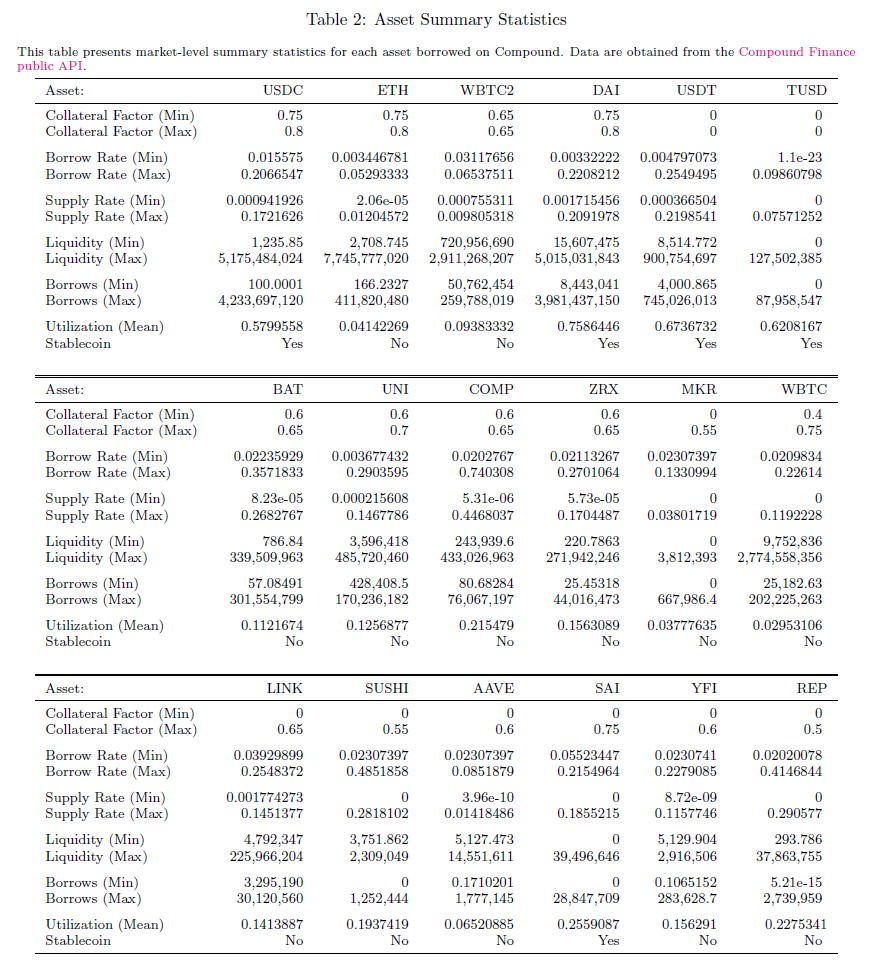 Table 2: Asset Summary Statistics
This table presents market-level summary statistics for each asset borrowed on Compound. Data are obtained from the Compound Finance
public API.
Asset: USDC ETH WBTC2 DAI USDT TUSD
Collateral Factor (Min) 0.75 0.75 0.65 0.75 0 0
Collateral Factor (Max) 0.8 0.8 0.65 0.8 0 0
Borrow Rate (Min) 0.015575 0.003446781 0.03117656 0.00332222 0.004797073 1.1e-23
Borrow Rate (Max) 0.2066547 0.05293333 0.06537511 0.2208212 0.2549495 0.09860798
Supply Rate (Min) 0.000941926 2.06e-05 0.000755311 0.001715456 0.000366504 0
Supply Rate (Max) 0.1721626 0.01204572 0.009805318 0.2091978 0.2198541 0.07571252
Liquidity (Min) 1,235.85 2,708.745 720,956,690 15,607,475 8,514.772 0
Liquidity (Max) 5,175,484,024 7,745,777,020 2,911,268,207 5,015,031,843 900,754,697 127,502,385
Borrows (Min) 100.0001 166.2327 50,762,454 8,443,041 4,000.865 0
Borrows (Max) 4,233,697,120 411,820,480 259,788,019 3,981,437,150 745,026,013 87,958,547
Utilization (Mean) 0.5799558 0.04142269 0.09383332 0.7586446 0.6736732 0.6208167
Stablecoin Yes No No Yes Yes Yes
Asset: BAT UNI COMP ZRX MKR WBTC
Collateral Factor (Min) 0.6 0.6 0.6 0.6 0 0.4
Collateral Factor (Max) 0.65 0.7 0.65 0.65 0.55 0.75
Borrow Rate (Min) 0.02235929 0.003677432 0.0202767 0.02113267 0.02307397 0.0209834
Borrow Rate (Max) 0.3571833 0.2903595 0.740308 0.2701064 0.1330994 0.22614
Supply Rate (Min) 8.23e-05 0.000215608 5.31e-06 5.73e-05 0 0
Supply Rate (Max) 0.2682767 0.1467786 0.4468037 0.1704487 0.03801719 0.1192228
Liquidity (Min) 786.84 3,596,418 243,939.6 220.7863 0 9,752,836
Liquidity (Max) 339,509,963 485,720,460 433,026,963 271,942,246 3,812,393 2,774,558,356
Borrows (Min) 57.08491 428,408.5 80.68284 25.45318 0 25,182.63
Borrows (Max) 301,554,799 170,236,182 76,067,197 44,016,473 667,986.4 202,225,263
Utilization (Mean) 0.1121674 0.1256877 0.215479 0.1563089 0.03777635 0.02953106
Stablecoin No No No No No No
Asset: LINK SUSHI AAVE SAI YFI REP
Collateral Factor (Min) 0 0 0 0 0 0
Collateral Factor (Max) 0.65 0.55 0.6 0.75 0.6 0.5
Borrow Rate (Min) 0.03929899 0.02307397 0.02307397 0.05523447 0.0230741 0.02020078
Borrow Rate (Max) 0.2548372 0.4851858 0.0851879 0.2154964 0.2279085 0.4146844
Supply Rate (Min) 0.001774273 0 3.96e-10 0 8.72e-09 0
Supply Rate (Max) 0.1451377 0.2818102 0.01418486 0.1855215 0.1157746 0.290577
Liquidity (Min) 4,792,347 3,751.862 5,127.473 0 5,129.904 293.786
Liquidity (Max) 225,966,204 2,309,049 14,551,611 39,496,646 2,916,506 37,863,755
Borrows (Min) 3,295,190 0 0.1710201 0 0.1065152 5.21e-15
Borrows (Max) 30,120,560 1,252,444 1,777,145 28,847,709 283,628.7 2,739,959
Utilization (Mean) 0.1413887 0.1937419 0.06520885 0.2559087 0.156291 0.2275341
Stablecoin No No No Yes No No